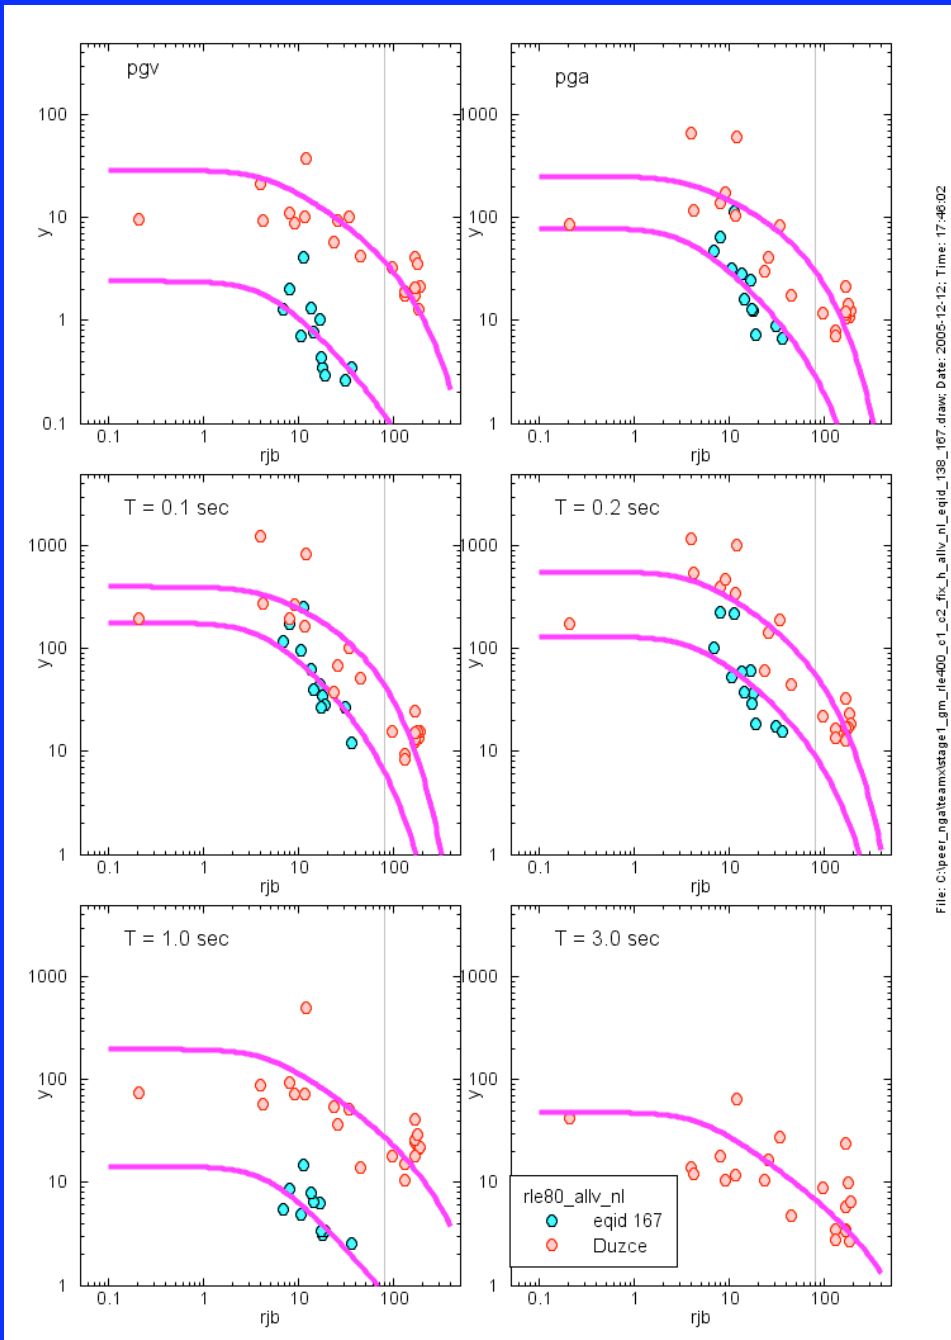 pgv
100
10
1
0.1
y
0.1
1
10
100
rjb
pga
1000
100
10
1
y
0.1
1
10
100
rjb
T = 0.1 sec
1000
100
10
1
y
0.1
1
10
100
rjb
T = 0.2 sec
1000
100
10
1
y
0.1
1
10
100
rjb
T = 1.0 sec
1000
100
10
1
y
0.1
1
10
100
rjb
T = 3.0 sec
1000
100
10
1
y
0.1
1
10
100
rjb
rle80_allv_nl
eqid 167
Duzce
File: C:\peer_nga\teamx\stage1_gm_rle400_c1_c2_fix_h_allv_nl_eqid_138_167.draw; Date: 2005-12-12; Time: 17:46:02